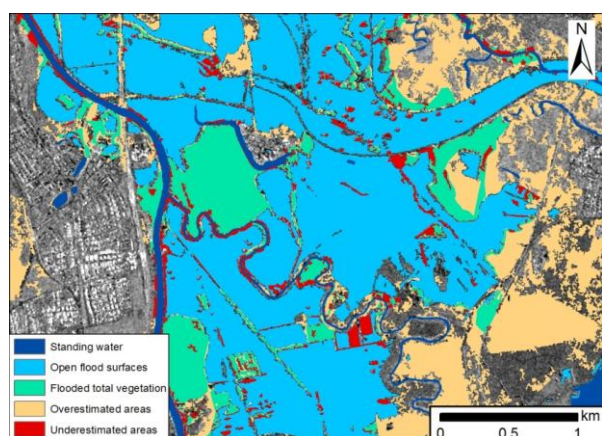 N
Standing water
Open flood surfaces
Flooded total vegetation
Overestimated areas
Underestimated areas
km
0 0.5 1